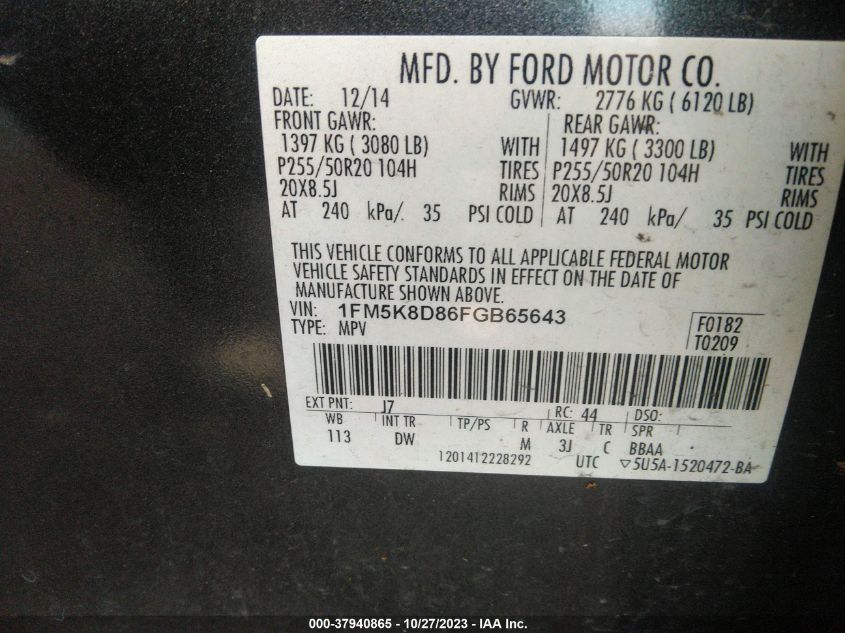 MFD. BY FORD MOTOR CO.
DATE: 12/14 GVWR: 2776 KG ( 6120 LB)
FRONT GAWR: REAR GAWR:
1397 KG ( 3080 LB) WITH 1497 KG ( 3300 LB) WITH
P255/50R20 104H TIRES P255/50R20 104H TIRES
20X8.5J RIMS 20X8.5J RIMS
AT 240 kPa/ 35 PSI COLD AT 240 kPa/ 35 PSI COLD
THIS VEHICLE CONFORMS TO ALL APPLICABLE FEDERAL MOTOR
VEHICLE SAFETY STANDARDS IN EFFECT ON THE DATE OF
MANUFACTURE SHOWN ABOVE.
VIN: 1FM5K8D86FGB65643
TYPE: MPV
F0182
T0209
EXT PNT: J7 RC: 44 DSO:
WB INT TR TP/PS R AXLE TR SPR
113 DW M 3J C BBAA
1201412228292 UTC ▽5U5A-1520472-BA
000-37940865 - 10/27/2023 - IAA Inc.